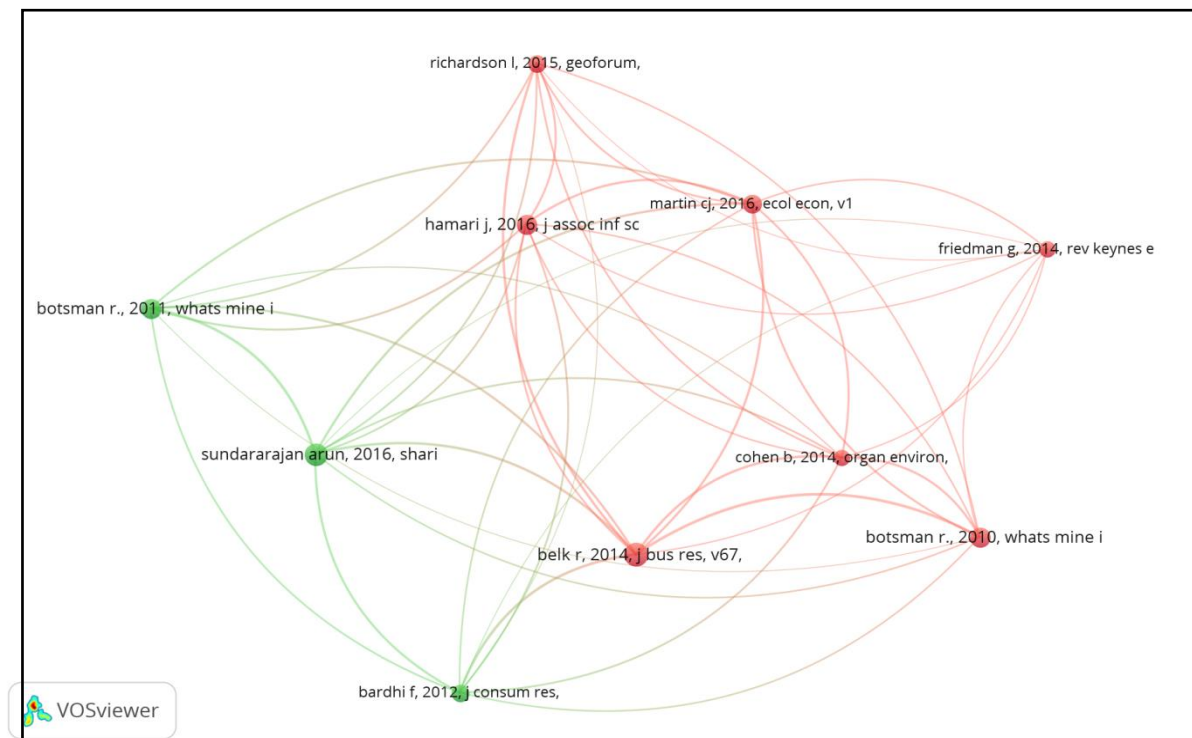 richardson l, 2015, geoforum,
martin cj, 2016, ecol econ, v1
hamari j, 2016, j assoc inf sc
friedman g, 2014, rev keynes e
botsman r., 2011, whats mine i
sundararajan arun, 2016, shari
cohen b, 2014, organ environ,
botsman r., 2010, whats mine i
belk r, 2014, j bus res, v67,
bardhi f, 2012, j consum res,
VOSviewer